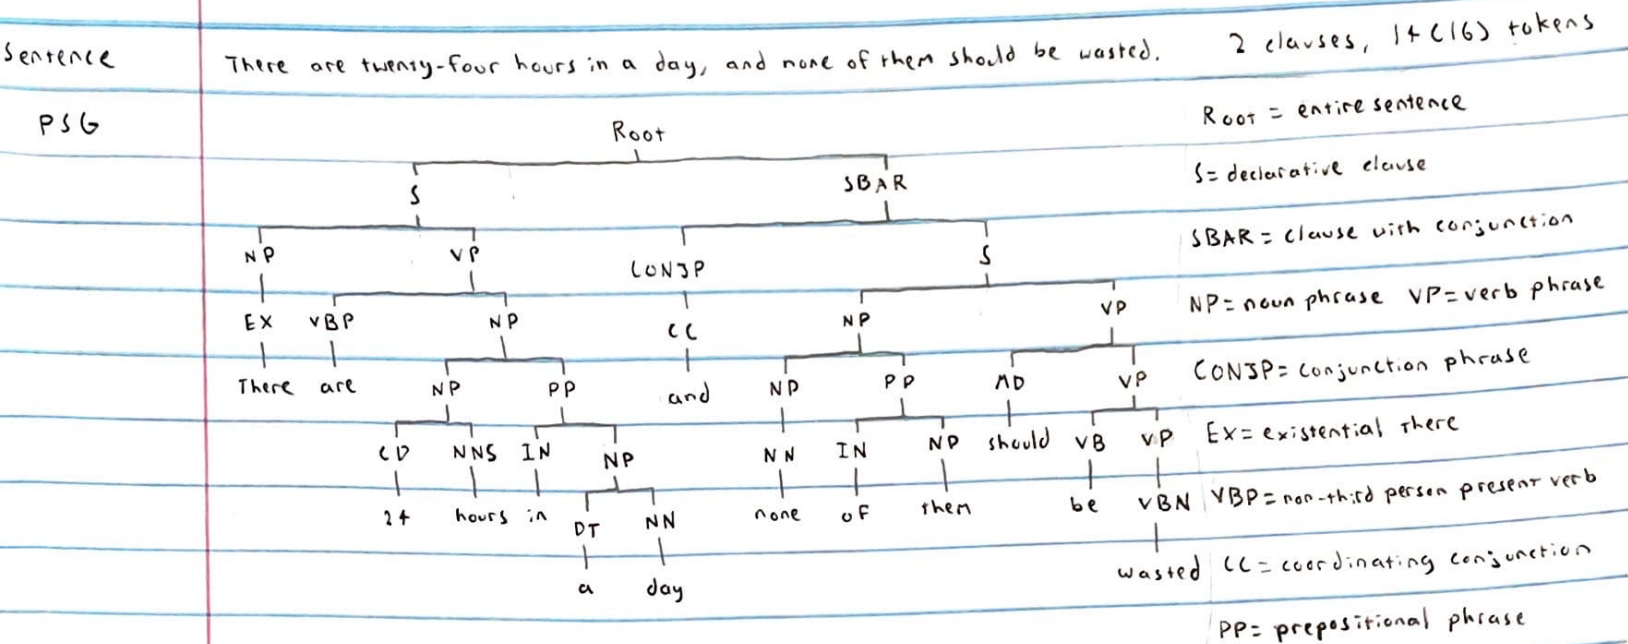 Sentence There are twenty-four hours in a day, and none of them should be wasted. 2 clauses, 14 (16) tokens
PSG Root Root = entire sentence
S SBAR S= declarative clause
NP VP CONJP S SBAR = clause with conjunction
EX VBP NP CC NP VP NP = noun phrase VP = verb phrase
There are NP PP and NP PP MD VP CONJP = conjunction phrase
CD NNS IN NP NN IN NP should VB VP EX = existential there
24 hours in DT NN none of them be VBN VBP = non-third person present verb
a day wasted CC = coordinating conjunction
PP = prepositional phrase